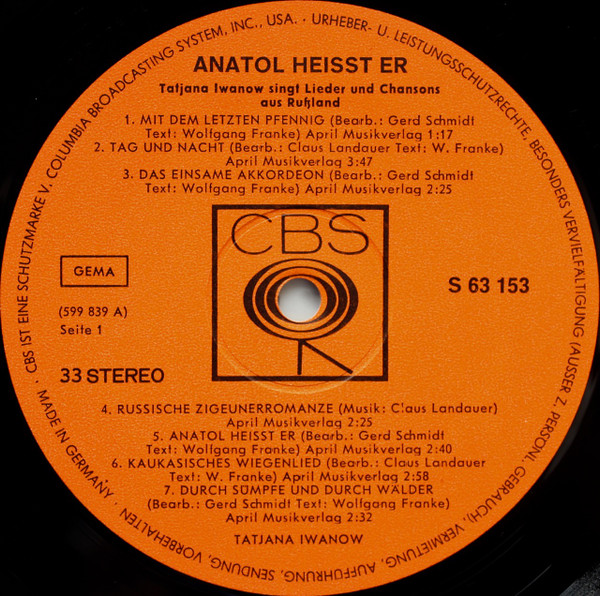 CBS IST EINE SCHUTZMARKE V. COLUMBIA BROADCASTING SYSTEM, INC., USA. · URHEBER- U. LEISTUNGSSCHUTZRECHTE, BESONDERS VERVIELFÄLTIGUNG (AUSSER Z. PERSÖNL. GEBRAUCH), VERMIETUNG, AUFFÜHRUNG, SENDUNG, VORBEHALTEN · MADE IN GERMANY ·
ANATOL HEISST ER
Tatjana Iwanow singt Lieder und Chansons
aus Rußland
1. MIT DEM LETZTEN PFENNIG (Bearb.: Gerd Schmidt
Text: Wolfgang Franke) April Musikverlag 1:17
2. TAG UND NACHT (Bearb.: Claus Landauer Text: W. Franke)
April Musikverlag 3:47
3. DAS EINSAME AKKORDEON (Bearb.: Gerd Schmidt
Text: Wolfgang Franke) April Musikverlag 2:25
CBS
GEMA
S 63 153
(599 839 A)
Seite 1
33 STEREO
4. RUSSISCHE ZIGEUNERROMANZE (Musik: Claus Landauer)
April Musikverlag 2:25
5. ANATOL HEISST ER (Bearb.: Gerd Schmidt
Text: Wolfgang Franke) April Musikverlag 2:40
6. KAUKASISCHES WIEGENLIED (Bearb.: Claus Landauer
Text: W. Franke) April Musikverlag 2:58
7. DURCH SÜMPFE UND DURCH WÄLDER
(Bearb.: Gerd Schmidt Text: Wolfgang Franke)
April Musikverlag 2:32
TATJANA IWANOW